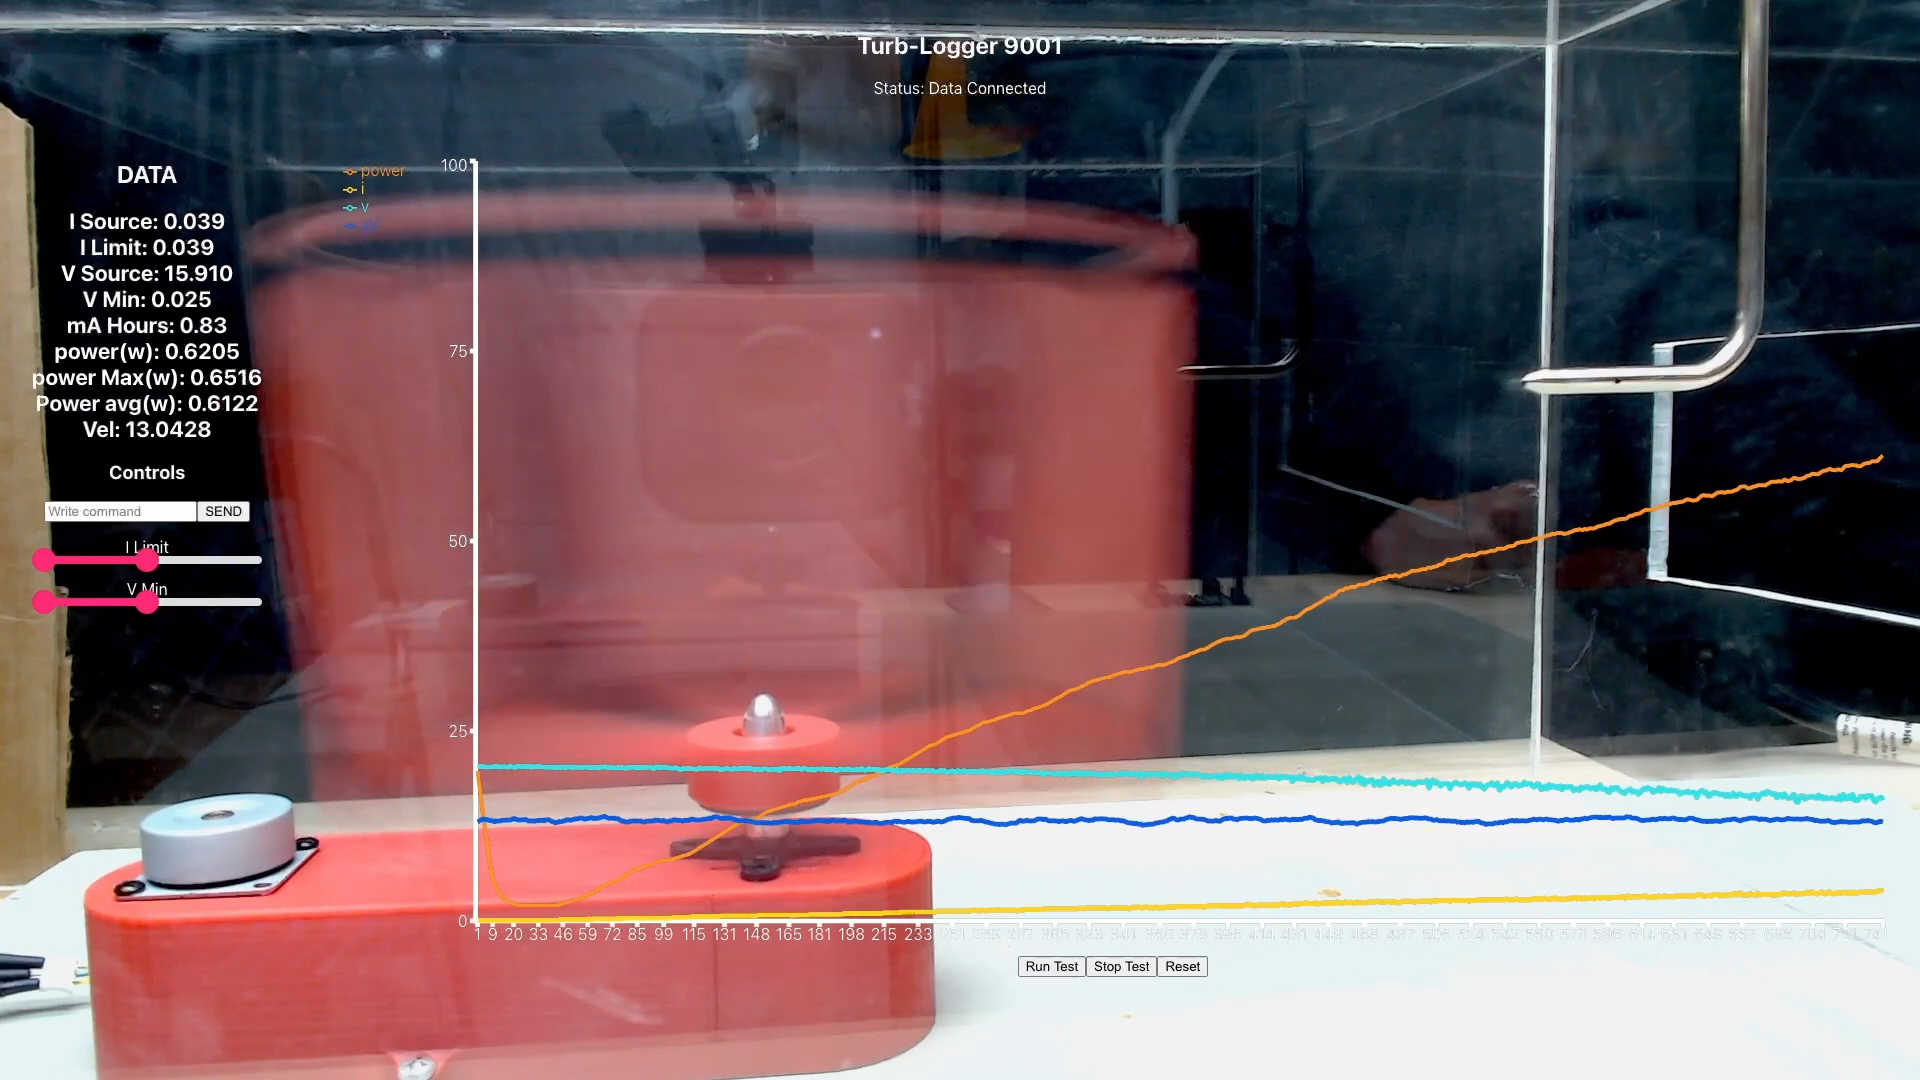 Turb-Logger 9001
Status: Data Connected
DATA
I Source: 0.039
I Limit: 0.039
V Source: 15.910
V Min: 0.025
mA Hours: 0.83
power(w): 0.6205
power Max(w): 0.6516
Power avg(w): 0.6122
Vel: 13.0428
Controls
Write command SEND
I Limit
V Min
power
i
v
100
75
50
25
0
1 9 20 33 46 59 72 85 99 115 131 148 165 181 198 215 233
Run Test Stop Test Reset